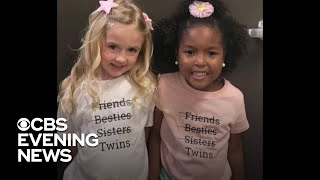 Friends
Besties
Sisters
Twins
Friends
Besties
Sisters
Twins
CBS
EVENING
NEWS